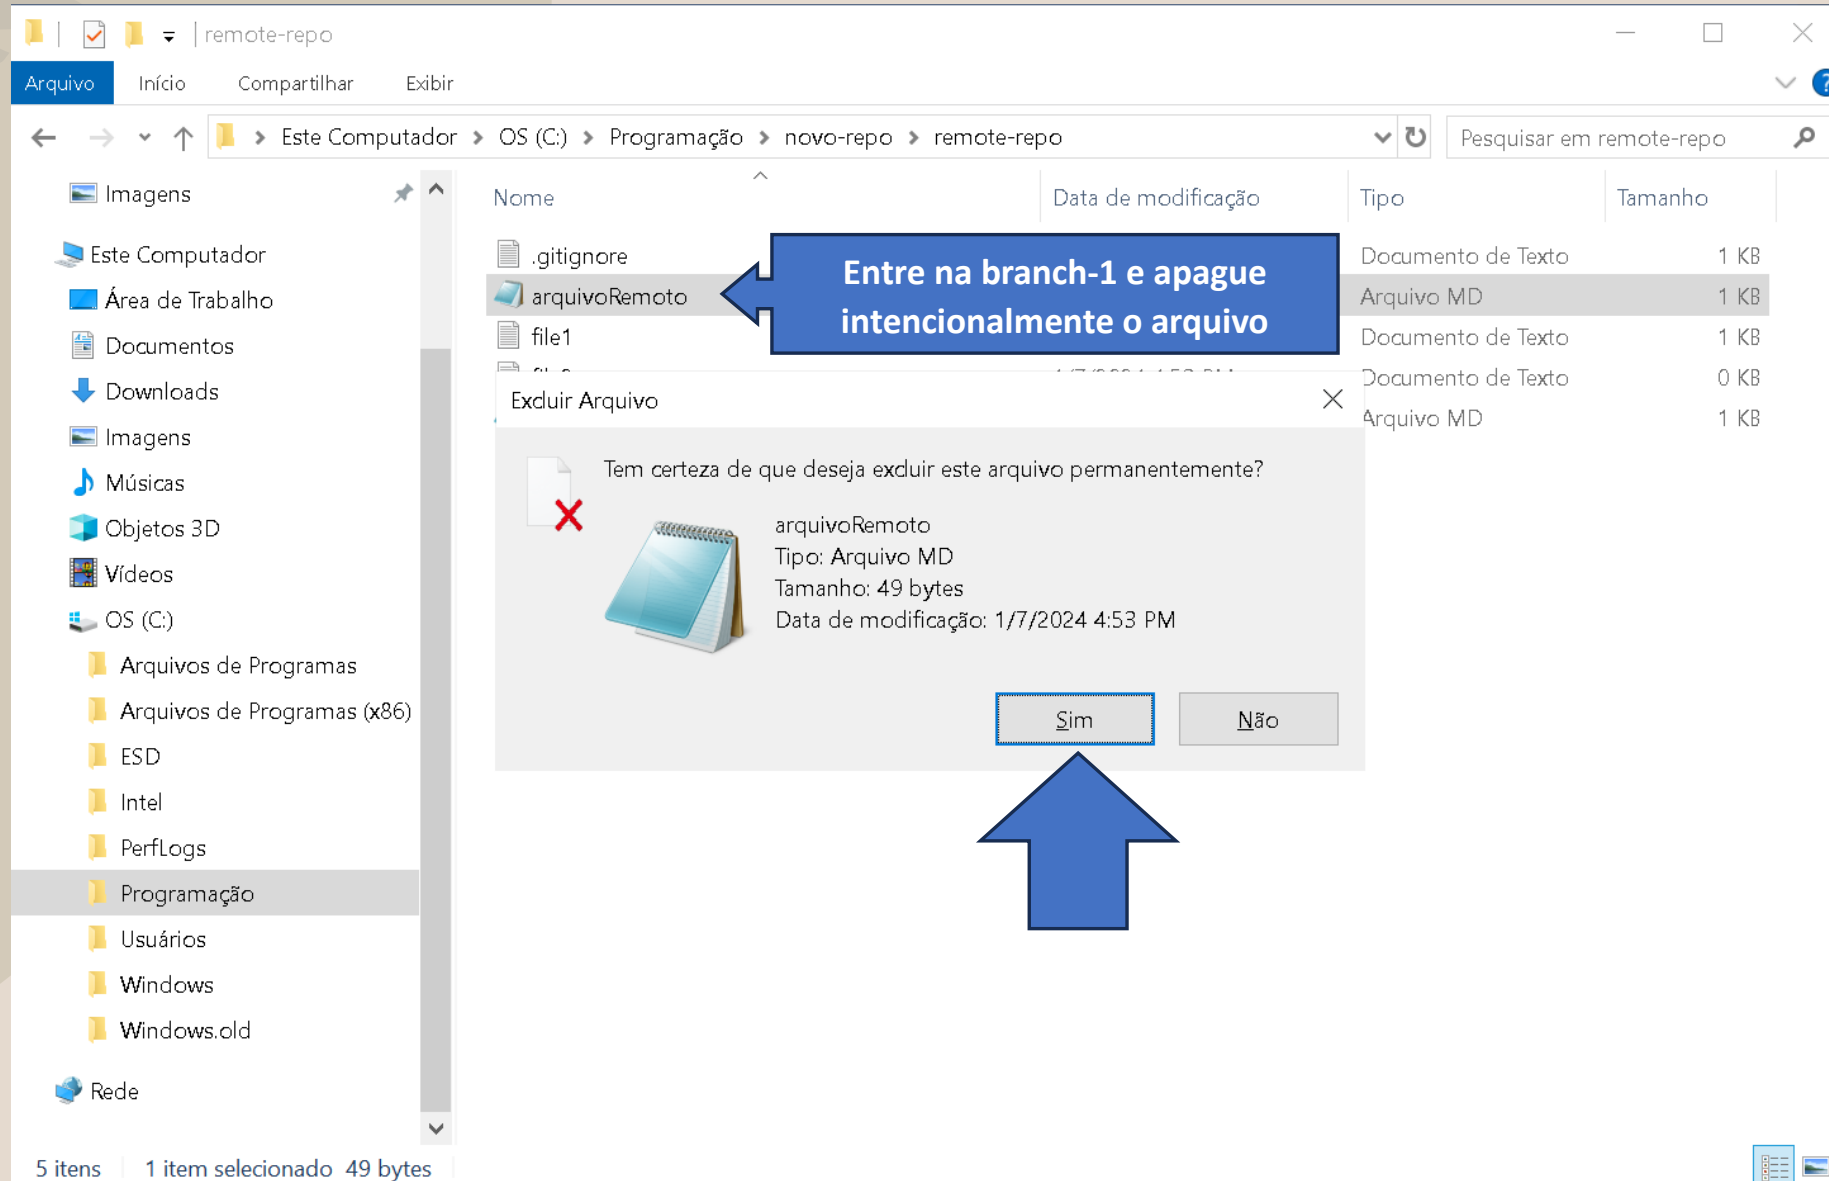 remote-repo
Arquivo Início Compartilhar Exibir
Este Computador > OS (C:) > Programação > novo-repo > remote-repo
Pesquisar em remote-repo
Imagens
Este Computador
Área de Trabalho
Documentos
Downloads
Imagens
Músicas
Objetos 3D
Vídeos
OS (C:)
Arquivos de Programas
Arquivos de Programas (x86)
ESD
Intel
PerfLogs
Programação
Usuários
Windows
Windows.old
Rede
Nome Data de modificação Tipo Tamanho
.gitignore Documento de Texto 1 KB
arquivoRemoto Arquivo MD 1 KB
file1 Documento de Texto 1 KB
Documento de Texto 0 KB
Arquivo MD 1 KB
Entre na branch-1 e apague
intencionalmente o arquivo
Excluir Arquivo
Tem certeza de que deseja excluir este arquivo permanentemente?
arquivoRemoto
Tipo: Arquivo MD
Tamanho: 49 bytes
Data de modificação: 1/7/2024 4:53 PM
Sim Não
5 itens 1 item selecionado 49 bytes